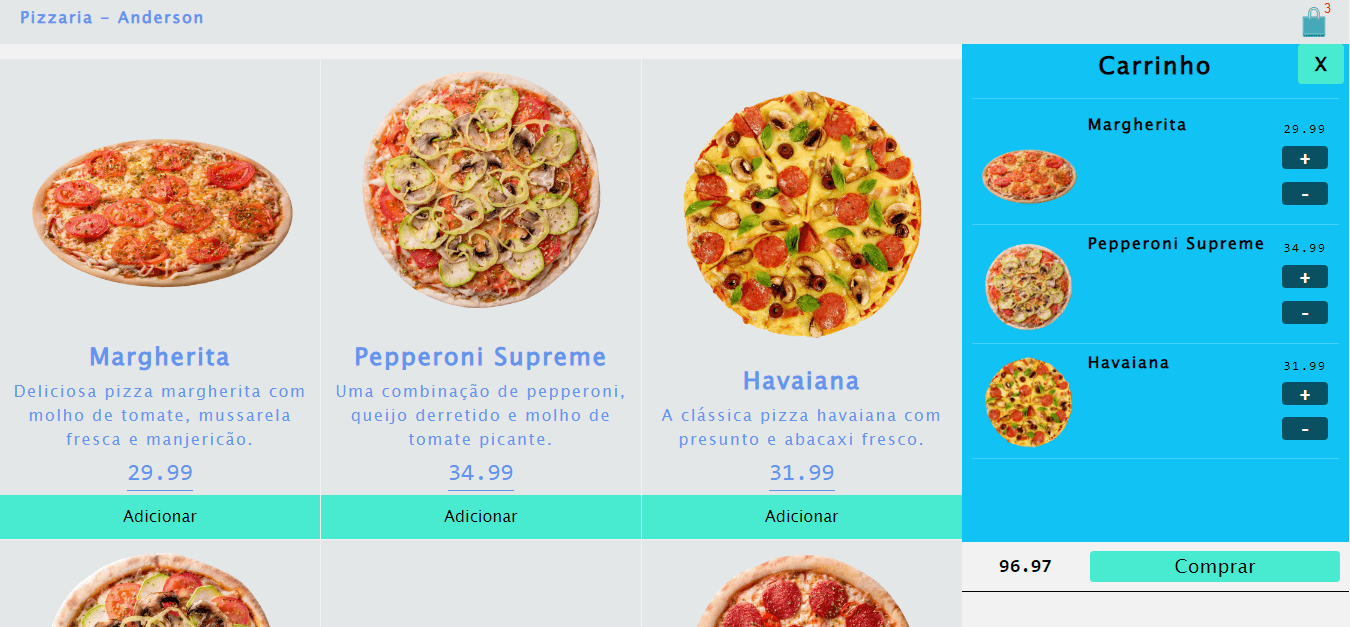 Pizzaria - Anderson
3
Margherita
Deliciosa pizza margherita com
molho de tomate, mussarela
fresca e manjericão.
29.99
Adicionar
Pepperoni Supreme
Uma combinação de pepperoni,
queijo derretido e molho de
tomate picante.
34.99
Adicionar
Havaiana
A clássica pizza havaiana com
presunto e abacaxi fresco.
31.99
Adicionar
Carrinho
X
Margherita
29.99
+
-
Pepperoni Supreme
34.99
+
-
Havaiana
31.99
+
-
96.97
Comprar